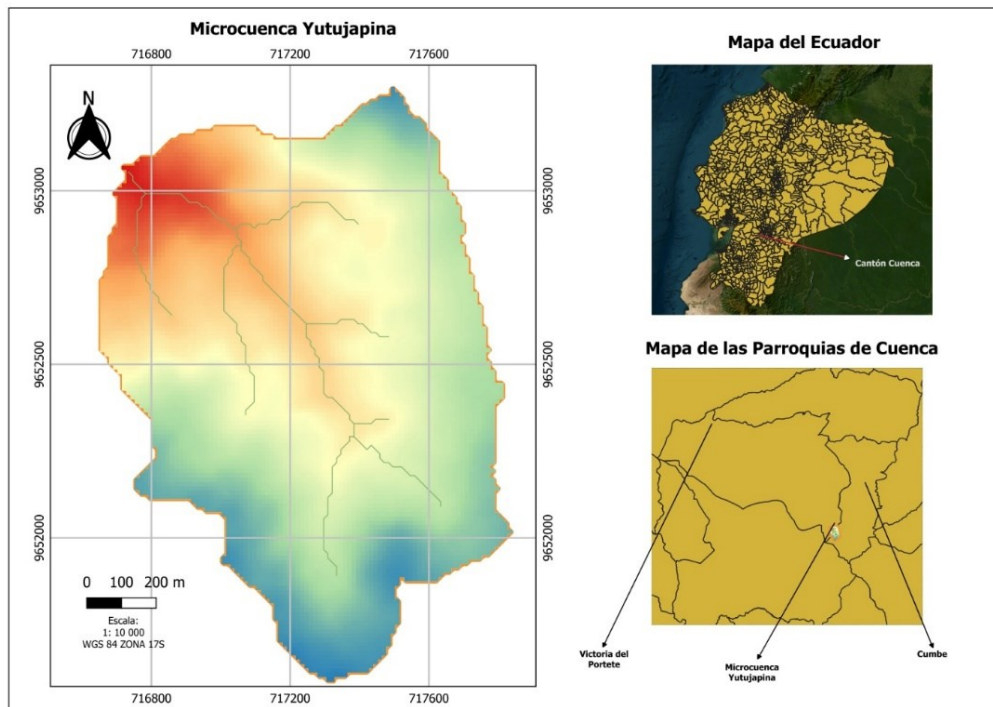 Microcuenca Yutujapina
716800 717200 717600
N
9653000 9653000
9652500 9652500
9652000 9652000
0 100 200 m
Escala:
1: 10 000
WGS 84 ZONA 17S
716800 717200 717600
Mapa del Ecuador
Cantón Cuenca
Mapa de las Parroquias de Cuenca
Victoria del
Portete
Microcuenca
Yutujapina
Cumbe